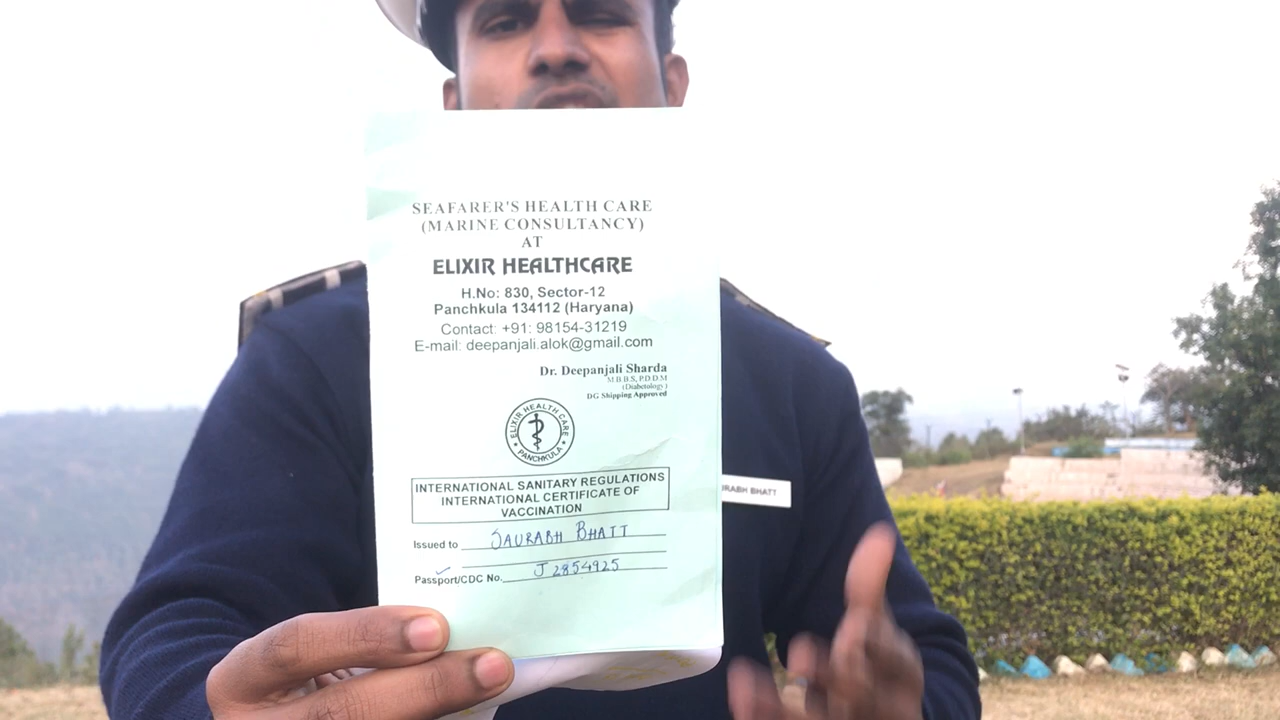 SEAFARER'S HEALTH CARE
(MARINE CONSULTANCY)
AT
ELIXIR HEALTHCARE
H.No: 830, Sector-12
Panchkula 134112 (Haryana)
Contact: +91: 98154-31219
E-mail: deepanjali.alok@gmail.com
Dr. Deepanjali Sharda
M.B.B.S, P.D.D.M
(Diabetology)
DG Shipping Approved
ELIXIR HEALTH CARE
PANCHKULA
INTERNATIONAL SANITARY REGULATIONS
INTERNATIONAL CERTIFICATE OF
VACCINATION
Issued to SAURABH BHATT
Passport/CDC No. J2854925
URABH BHATT